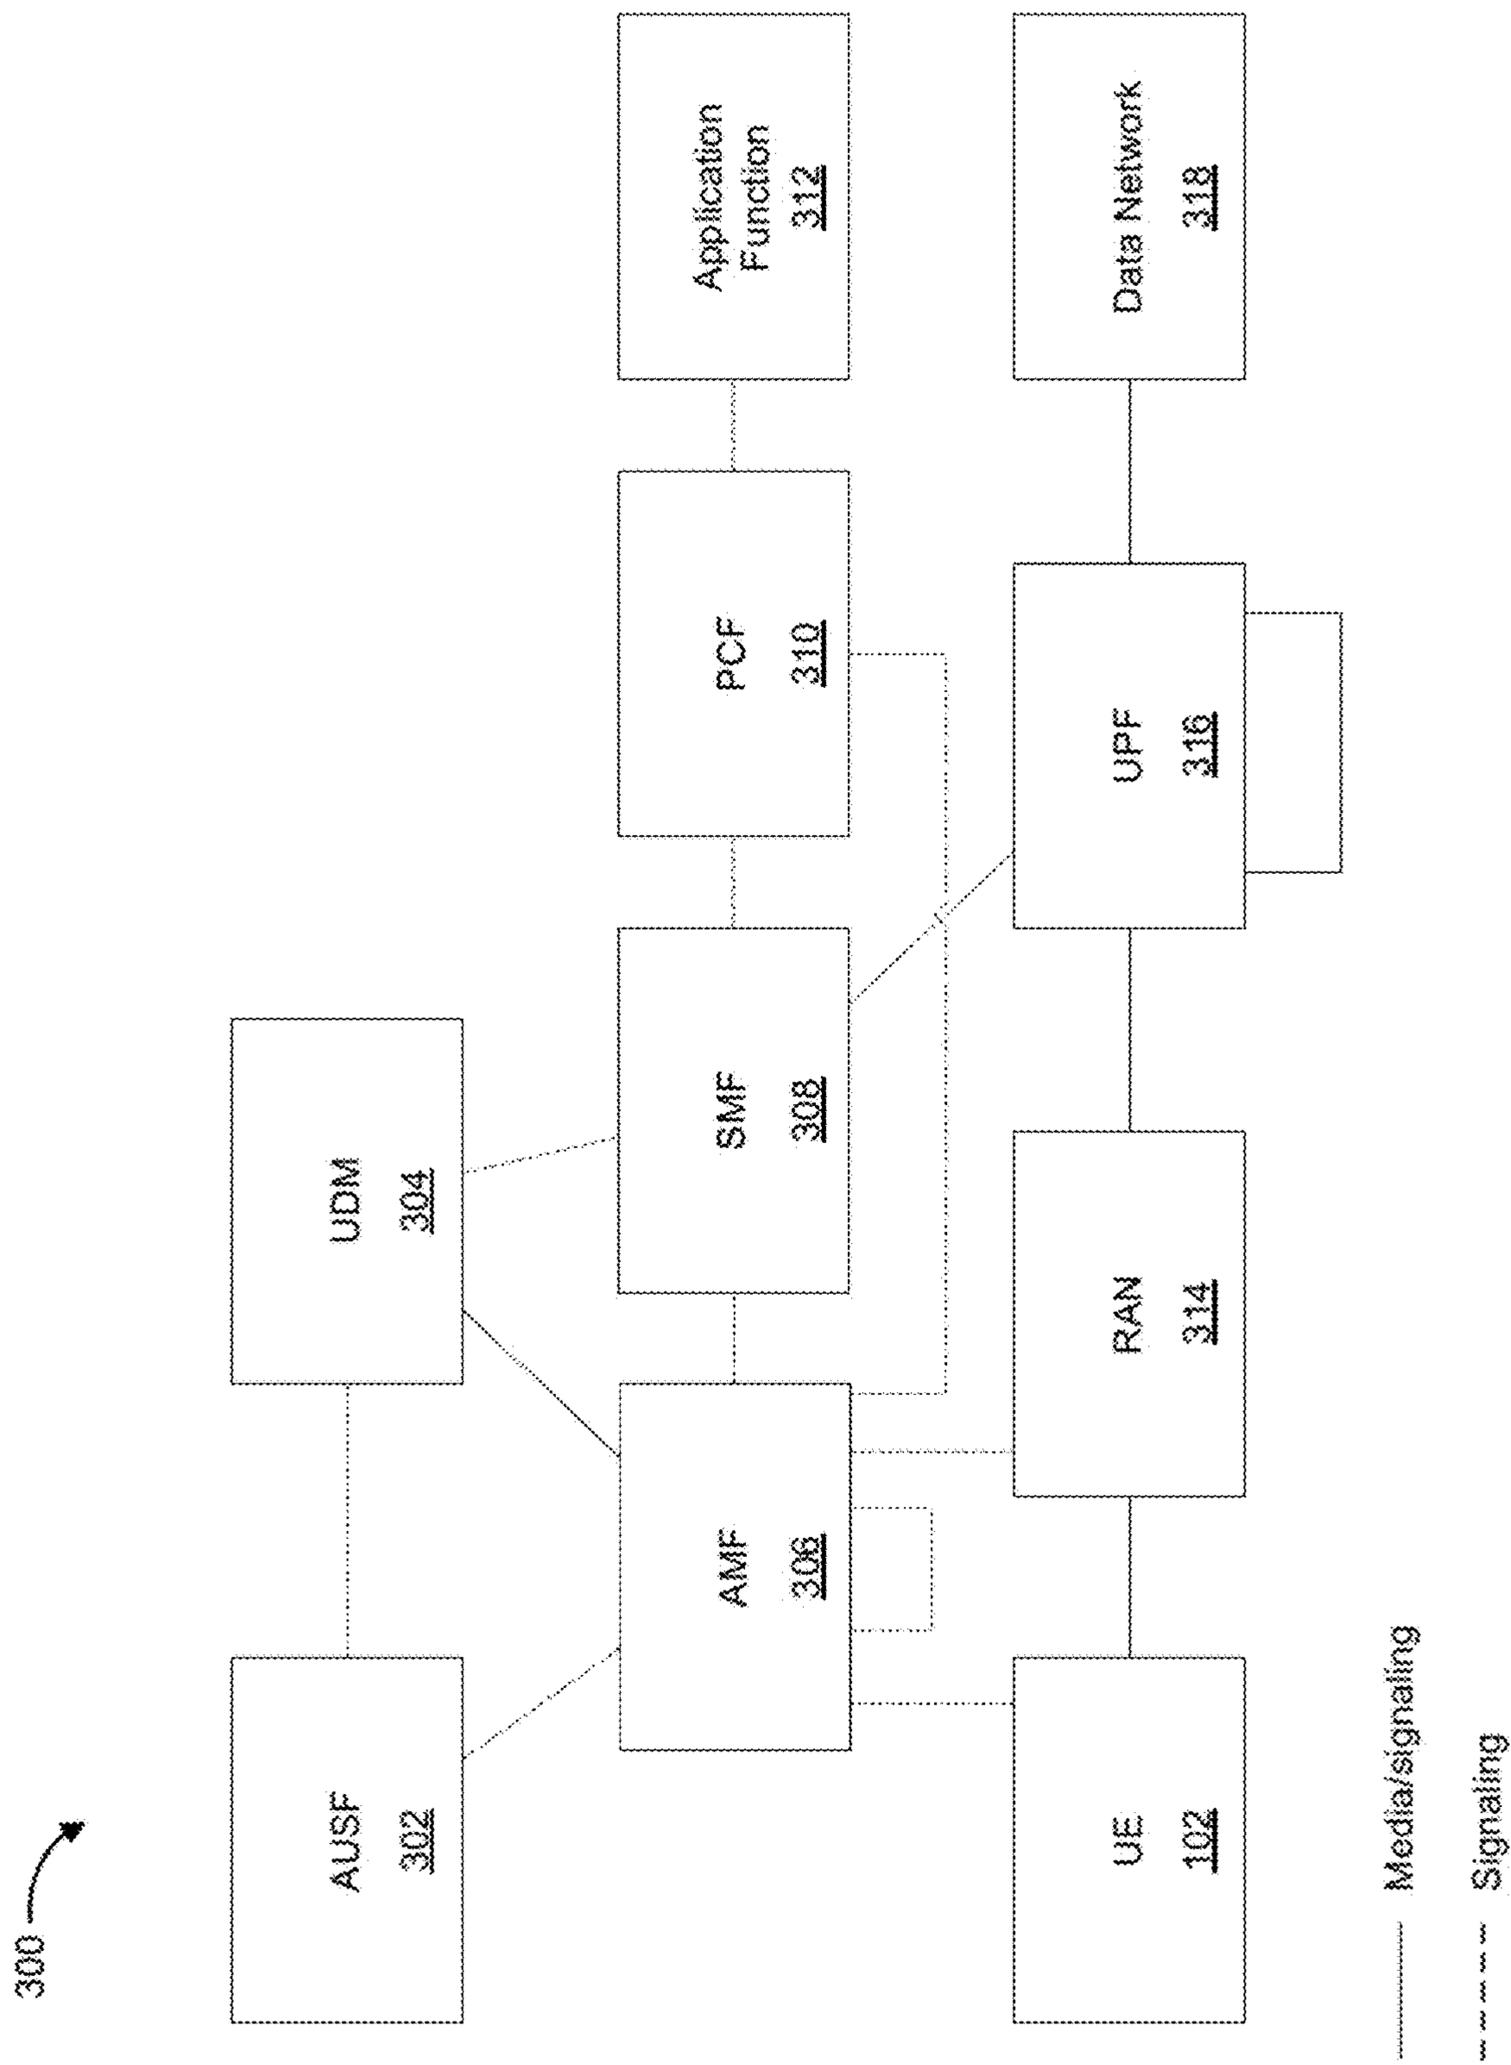 300
AUSF
302
UDM
304
AMF
306
SMF
308
PCF
310
Application
Function
312
UE
102
RAN
314
UPF
316
Data Network
318
Media/signaling
Signaling